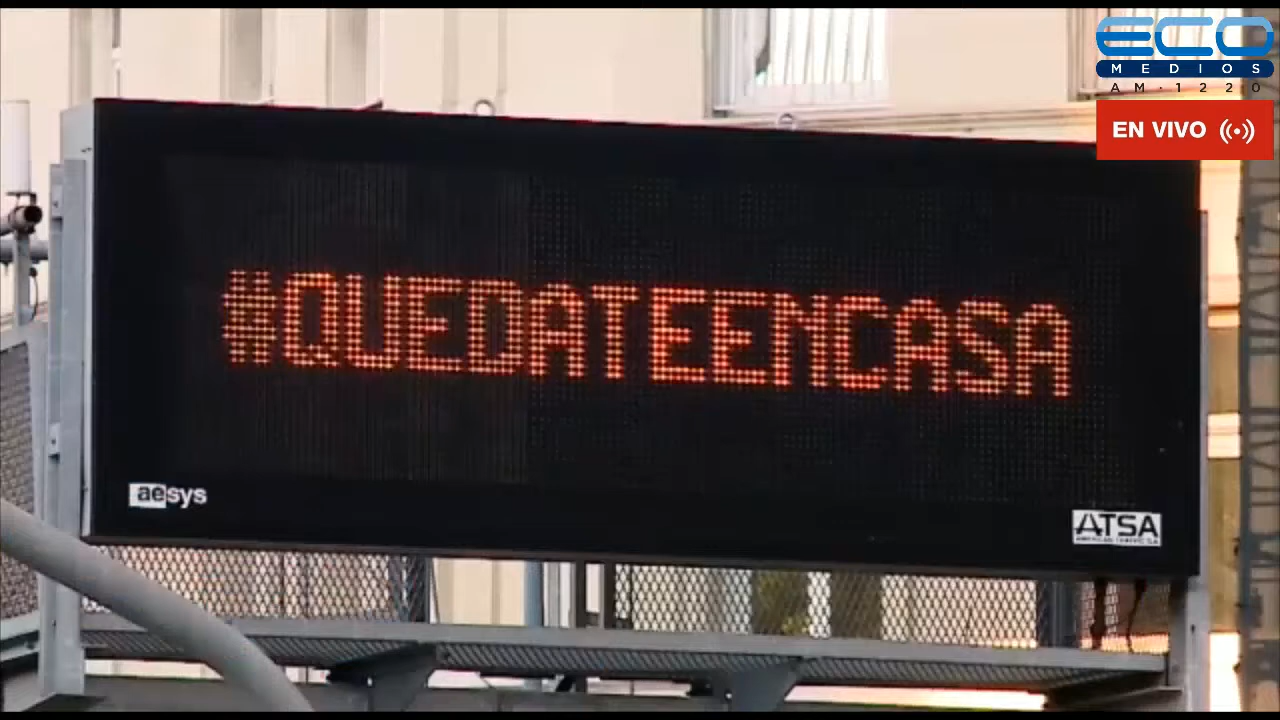 ECO
MEDIOS
AM·1220
EN VIVO
#QUEDATEENCASA
aesys
ATSA